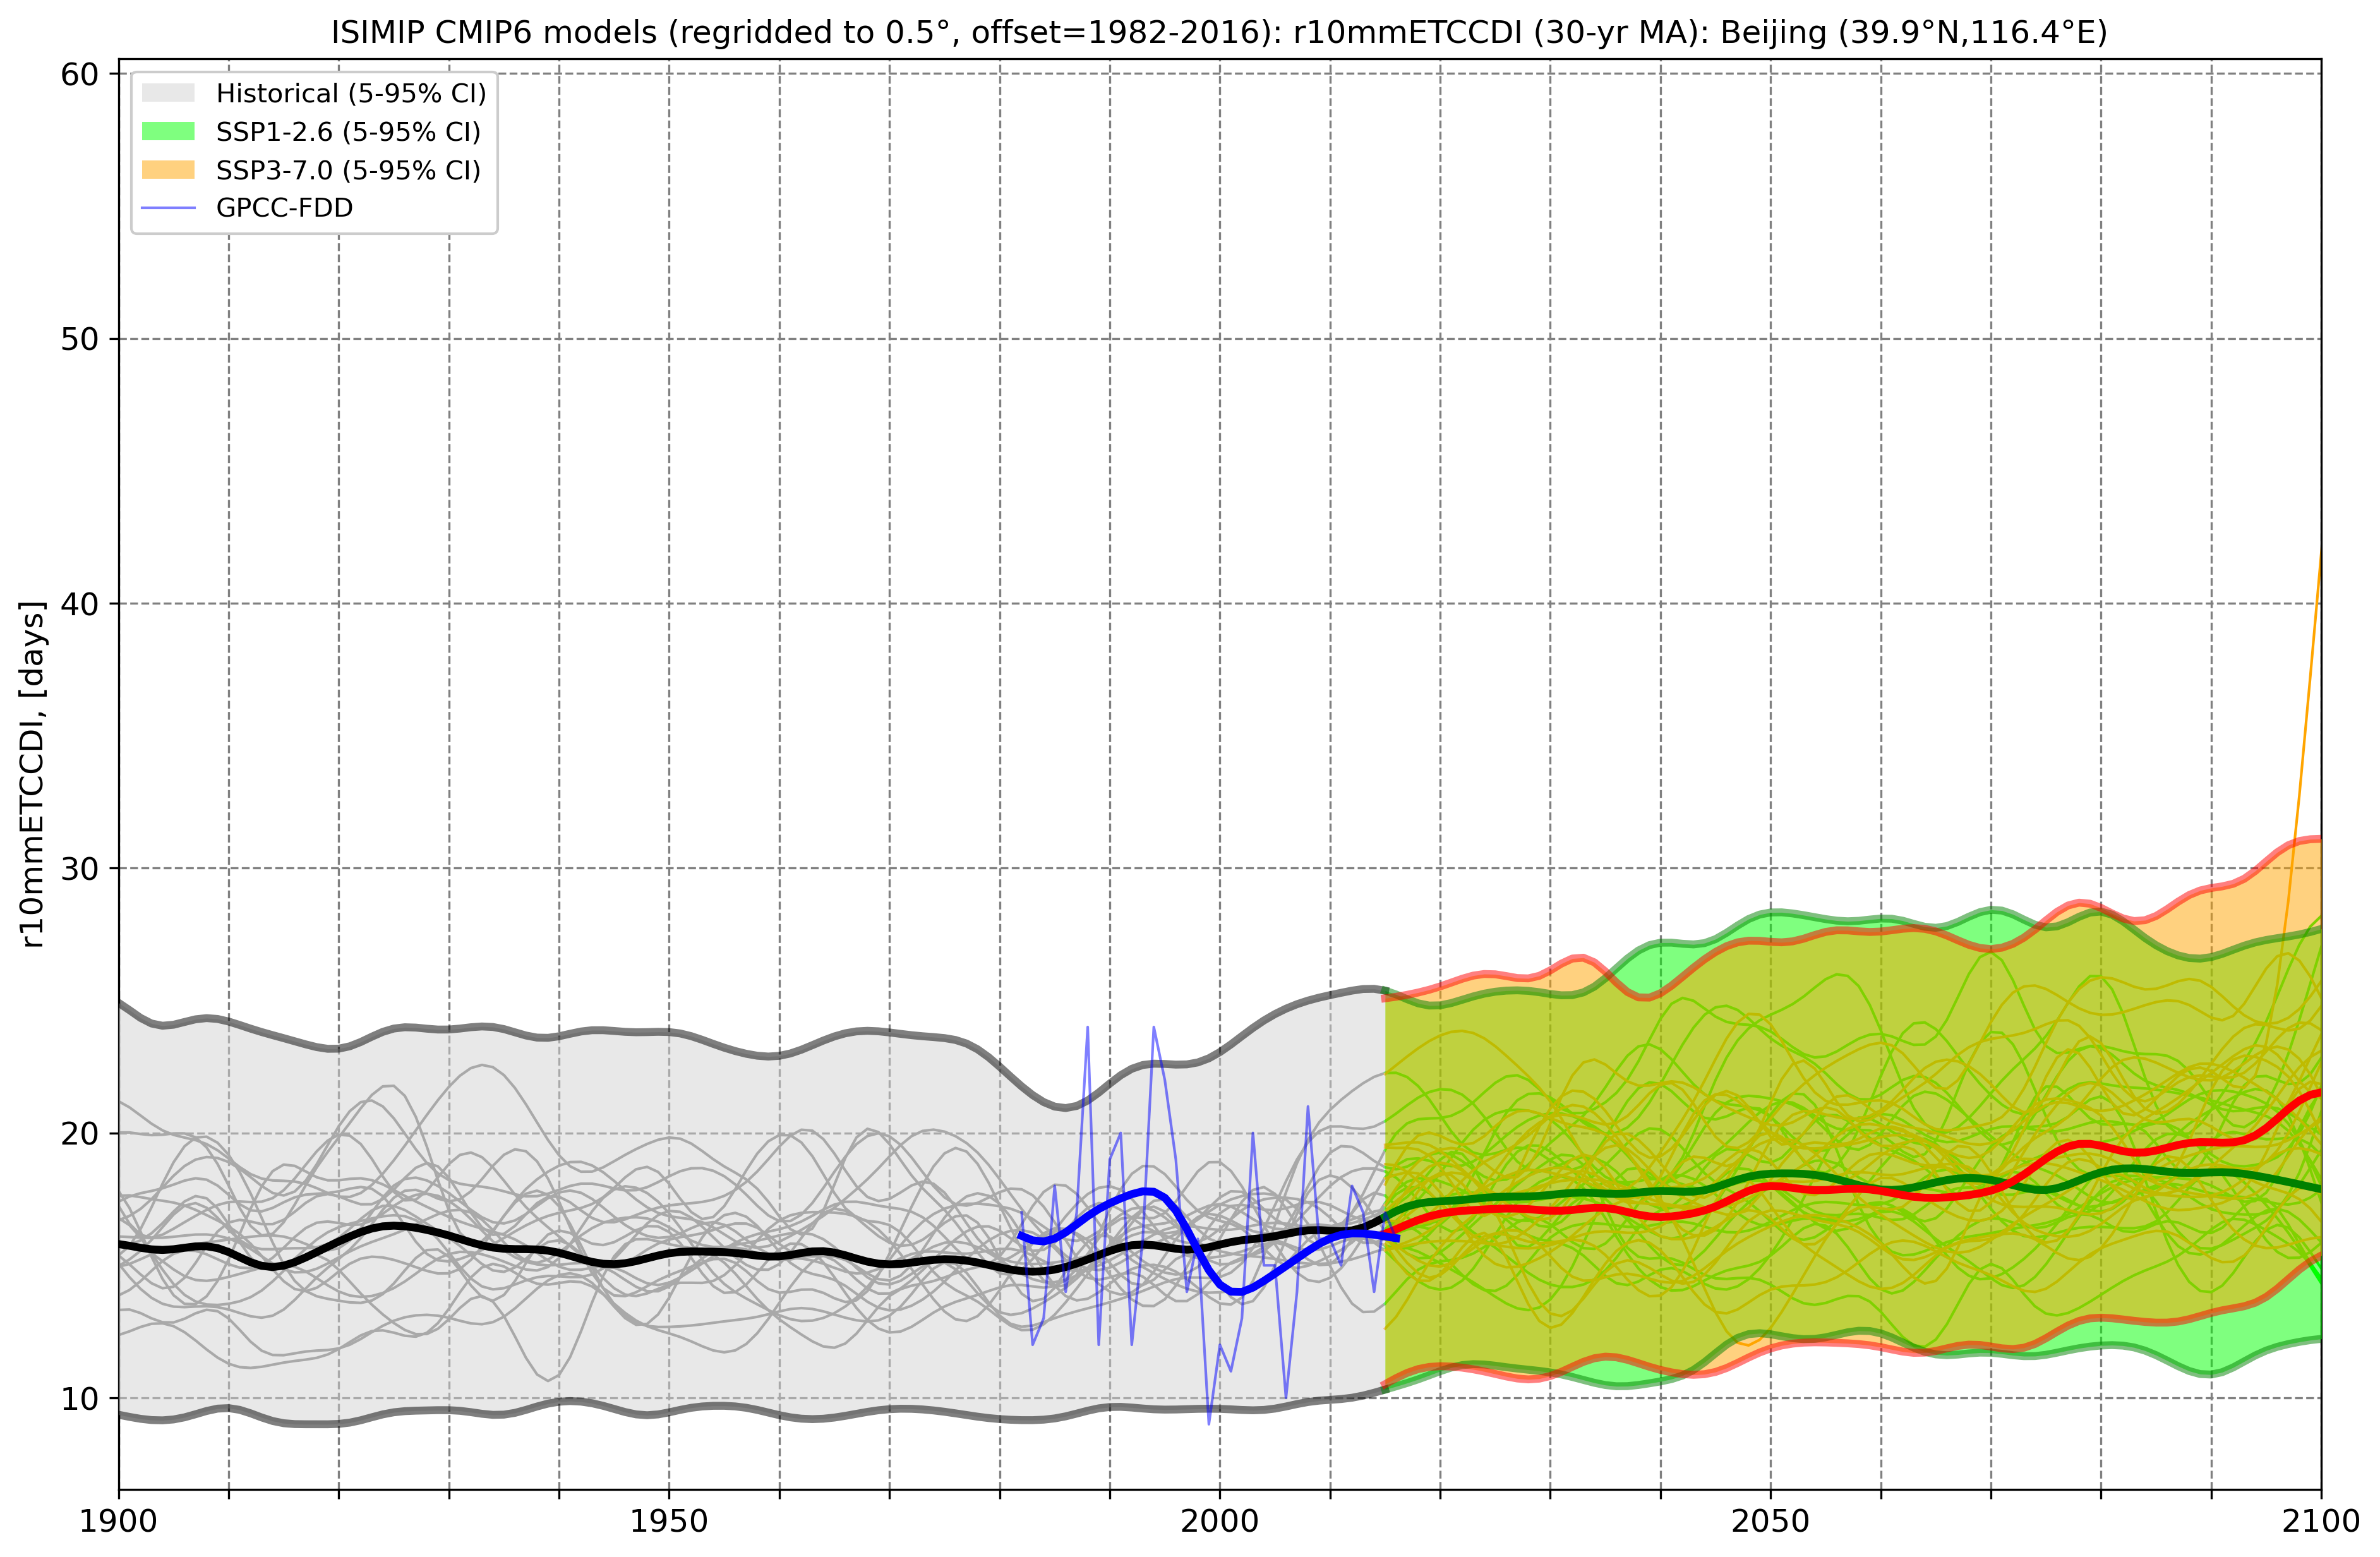 ISIMIP CMIP6 models (regridded to 0.5°, offset=1982-2016): r10mmETCCDI (30-yr MA): Beijing (39.9°N,116.4°E)
Historical (5-95% CI)
SSP1-2.6 (5-95% CI)
SSP3-7.0 (5-95% CI)
GPCC-FDD
r10mmETCCDI, [days]
60
50
40
30
20
10
1900
1950
2000
2050
2100